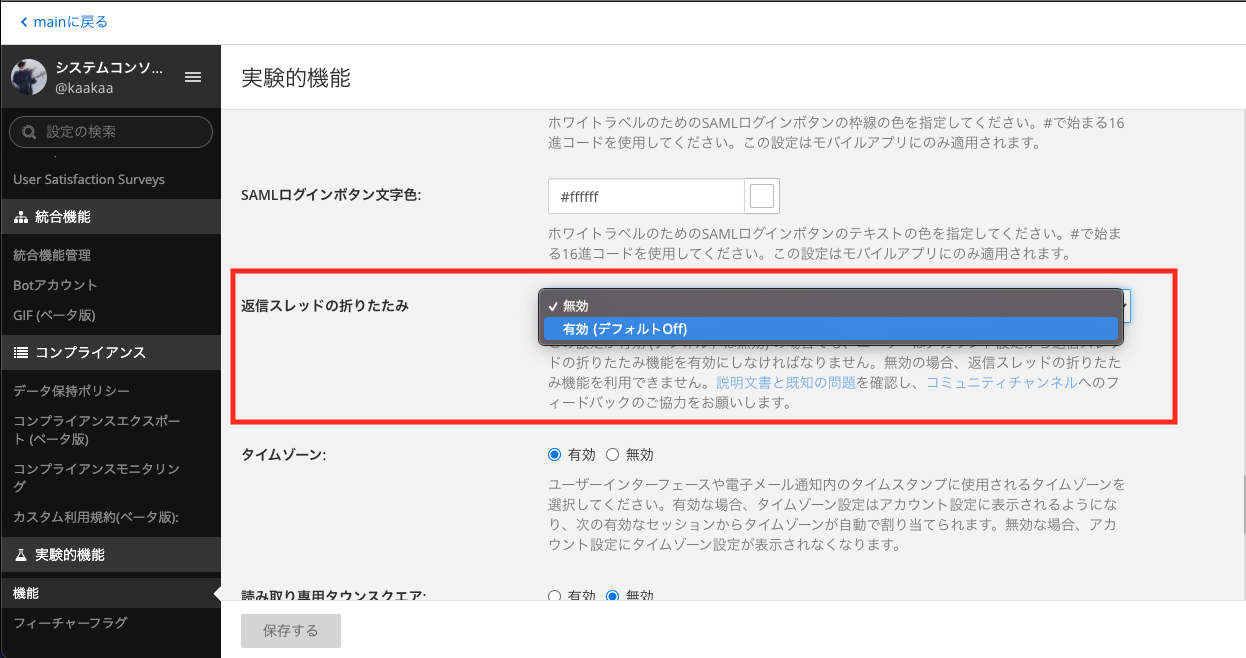 mainに戻る
システムコンソ...
@kaakaa
設定の検索
User Satisfaction Surveys
統合機能
統合機能管理
Botアカウント
GIF (ベータ版)
コンプライアンス
データ保持ポリシー
コンプライアンスエクスポー
ト (ベータ版)
コンプライアンスモニタリン
グ
カスタム利用規約(ベータ版):
実験的機能
機能
フィーチャーフラグ
実験的機能
ホワイトラベルのためのSAMLログインボタンの枠線の色を指定してください。#で始まる16
進コードを使用してください。この設定はモバイルアプリにのみ適用されます。
SAMLログインボタン文字色:
#ffffff
ホワイトラベルのためのSAMLログインボタンのテキストの色を指定してください。#で始ま
る16進コードを使用してください。この設定はモバイルアプリにのみ適用されます。
返信スレッドの折りたたみ
✓ 無効
有効 (デフォルトOff)
ドの折りたたみ機能を有効にしなければなりません。無効の場合、返信スレッドの折りたた
み機能を利用できません。説明文書と既知の問題を確認し、コミュニティチャンネルへのフ
ィードバックのご協力をお願いします。
タイムゾーン:
有効 無効
ユーザーインターフェースや電子メール通知内のタイムスタンプに使用されるタイムゾーンを
選択してください。有効な場合、タイムゾーン設定はアカウント設定に表示されるようにな
り、次の有効なセッションからタイムゾーンが自動で割り当てられます。無効な場合、アカ
ウント設定にタイムゾーン設定が表示されなくなります。
読み取り専用タウンスクエア:
有効 無効
保存する